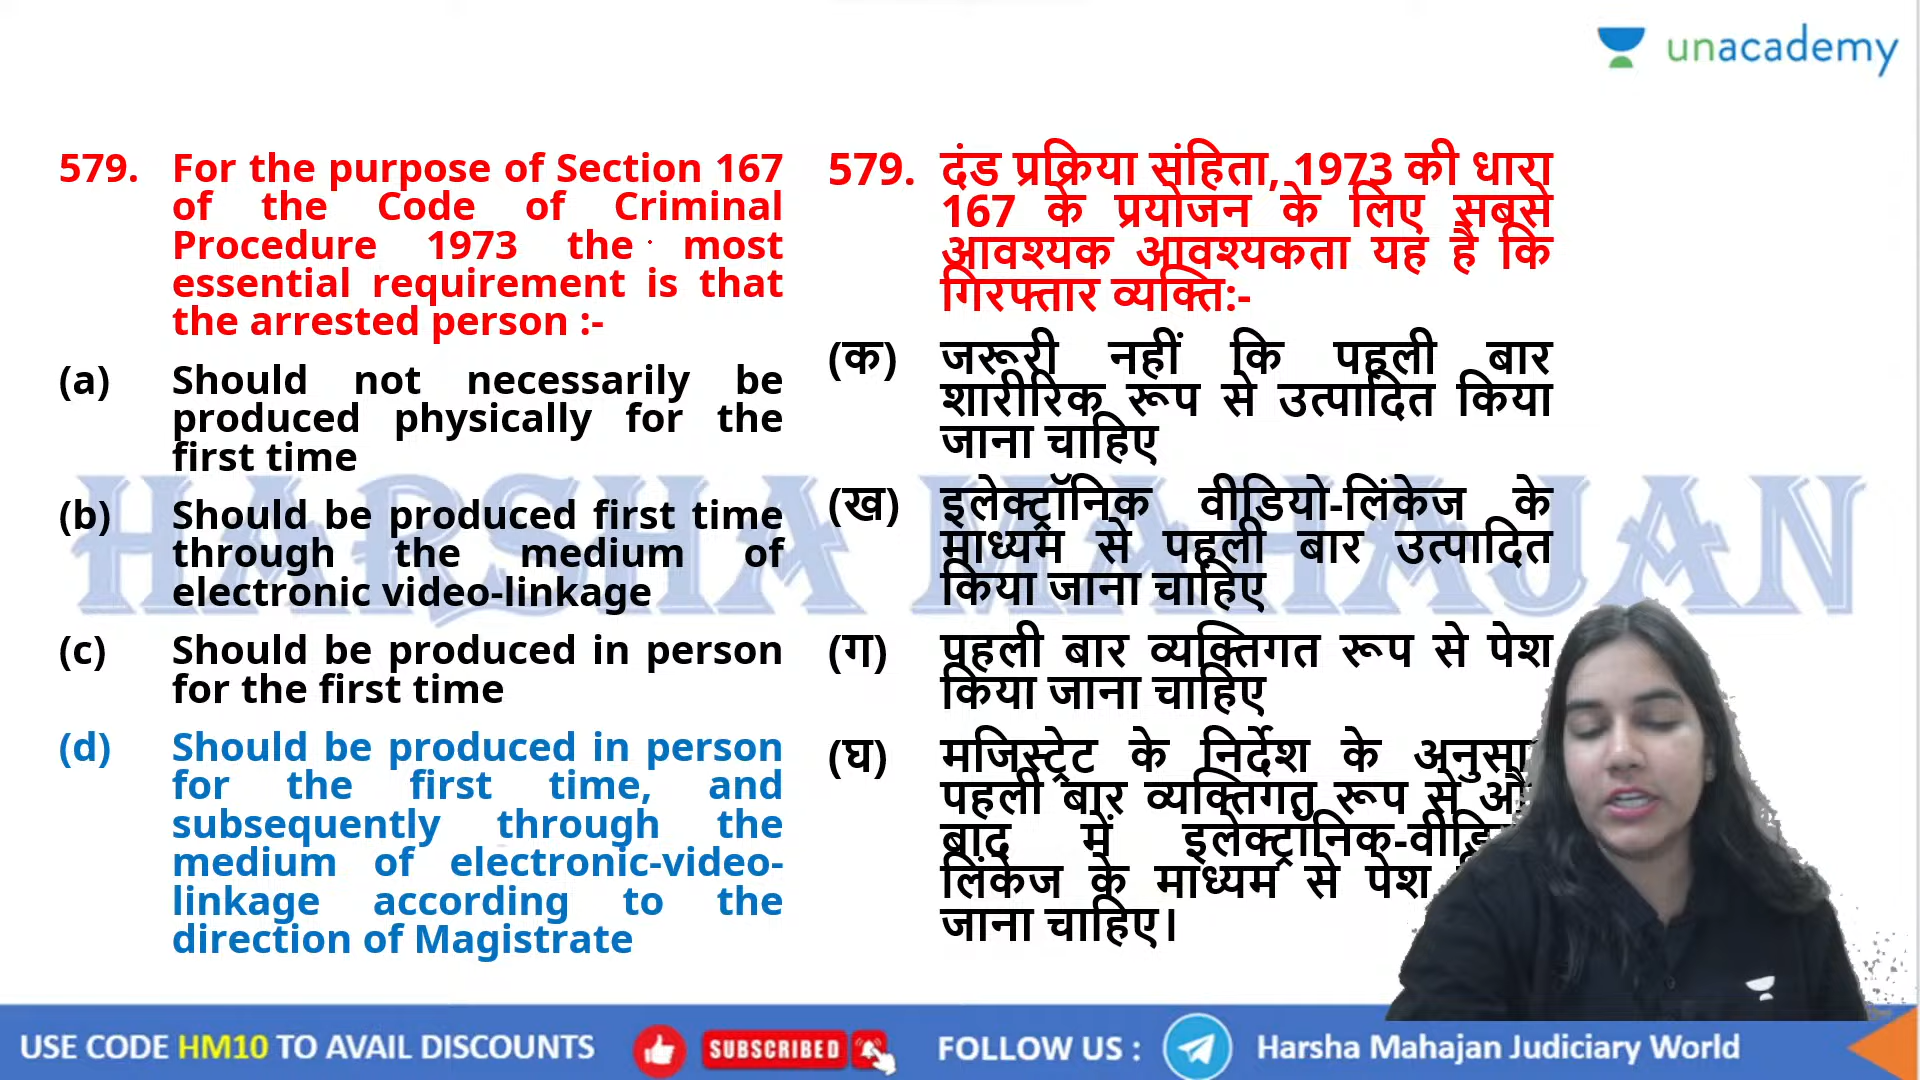 unacademy
579. For the purpose of Section 167
of the Code of Criminal
Procedure 1973 the most
essential requirement is that
the arrested person :-
(a) Should not necessarily be
produced physically for the
first time
(b) Should be produced first time
through the medium of
electronic video-linkage
(c) Should be produced in person
for the first time
(d) Should be produced in person
for the first time, and
subsequently through the
medium of electronic-video-
linkage according to the
direction of Magistrate
579. दंड प्रक्रिया संहिता, 1973 की धारा
167 के प्रयोजन के लिए सबसे
आवश्यक आवश्यकता यह है कि
गिरफ्तार व्यक्ति:-
(क) जरूरी नहीं कि पहली बार
शारीरिक रूप से उत्पादित किया
जाना चाहिए
(ख) इलेक्ट्रॉनिक वीडियो-लिंकेज के
माध्यम से पहली बार उत्पादित
किया जाना चाहिए
(ग) पहली बार व्यक्तिगत रूप से पेश
किया जाना चाहिए
(घ) मजिस्ट्रेट के निर्देश के
पहली बार व्यक्तिगत रूप से
बाद में
लिंकेज के माध्यम से पेश
जाना चाहिए।
HARSHA MAHAJAN
USE CODE HM10 TO AVAIL DISCOUNTS
SUBSCRIBED
FOLLOW US :
Harsha Mahajan Judiciary World